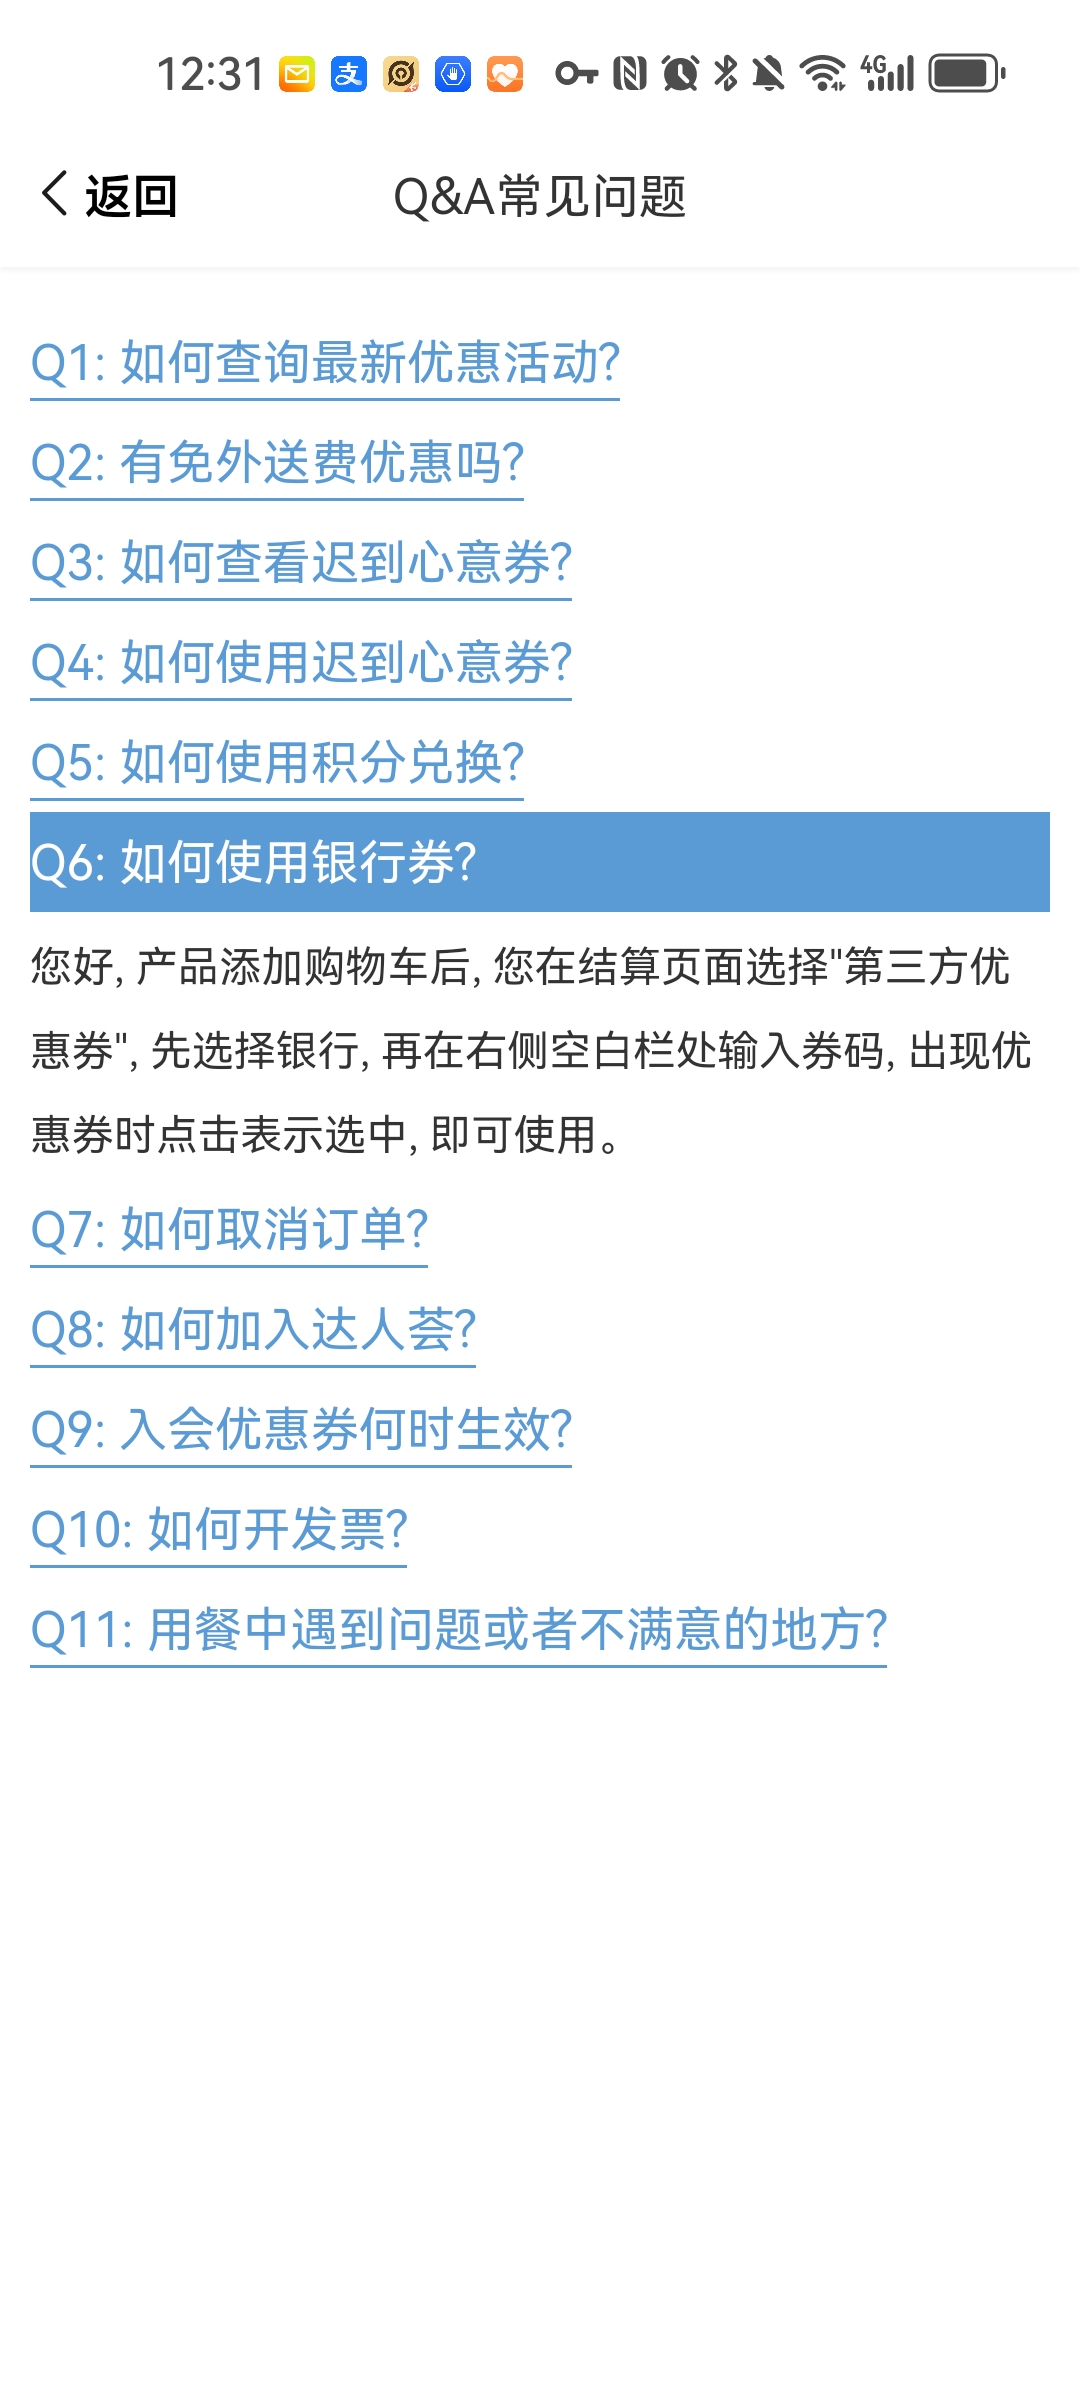 12:31
4G
返回
Q&A常见问题
Q1: 如何查询最新优惠活动?
Q2: 有免外送费优惠吗?
Q3: 如何查看迟到心意券?
Q4: 如何使用迟到心意券?
Q5: 如何使用积分兑换?
Q6: 如何使用银行券?
您好, 产品添加购物车后, 您在结算页面选择"第三方优
惠券", 先选择银行, 再在右侧空白栏处输入券码, 出现优
惠券时点击表示选中, 即可使用。
Q7: 如何取消订单?
Q8: 如何加入达人荟?
Q9: 入会优惠券何时生效?
Q10: 如何开发票?
Q11: 用餐中遇到问题或者不满意的地方?